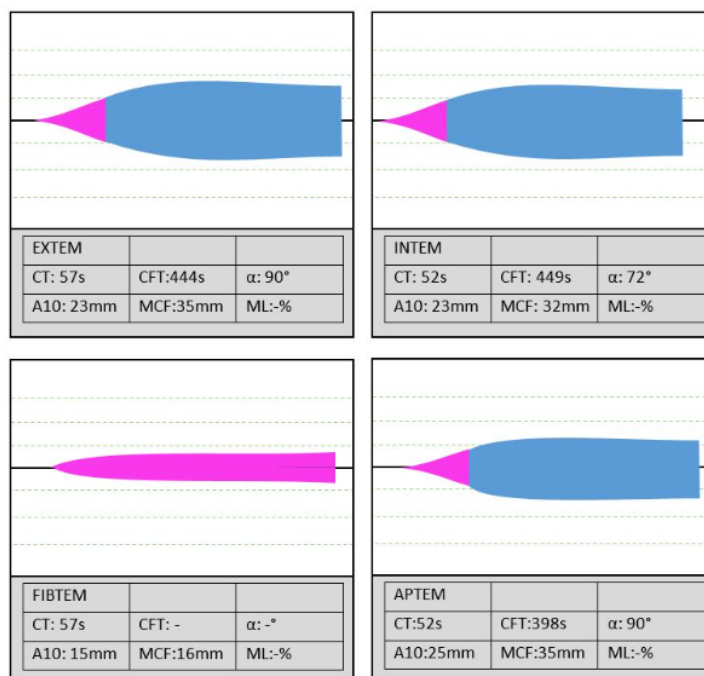 EXTEM
CT: 57s CFT:444s α: 90°
A10: 23mm MCF:35mm ML:-%
INTEM
CT: 52s CFT: 449s α: 72°
A10: 23mm MCF: 32mm ML:-%
FIBTEM
CT: 57s CFT: - α: -°
A10: 15mm MCF:16mm ML:-%
APTEM
CT:52s CFT:398s α: 90°
A10:25mm MCF:35mm ML:-%